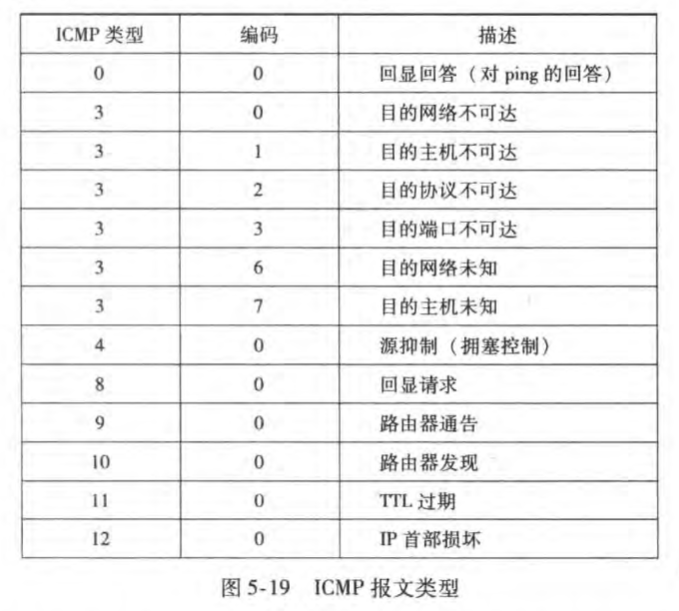 ICMP 类型 编码 描述
0 0 回显回答（对 ping 的回答）
3 0 目的网络不可达
3 1 目的主机不可达
3 2 目的协议不可达
3 3 目的端口不可达
3 6 目的网络未知
3 7 目的主机未知
4 0 源抑制（拥塞控制）
8 0 回显请求
9 0 路由器通告
10 0 路由器发现
11 0 TTL 过期
12 0 IP 首部损坏
图 5-19 ICMP 报文类型